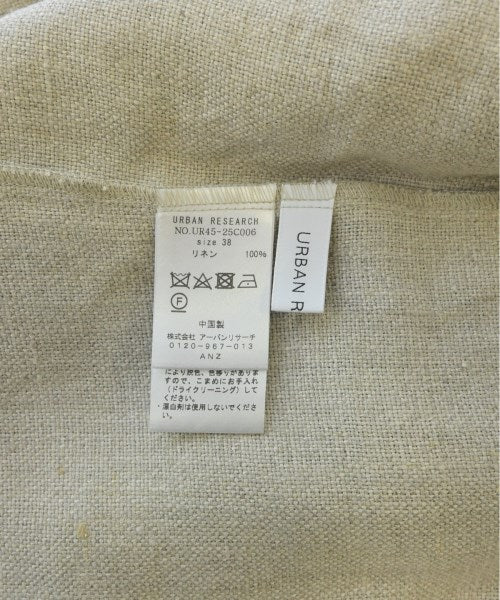 URBAN RESEARCH
NO.UR45-25C006
size 38
リネン 100%
F
中国製
株式会社 アーバンリサーチ
0120-967-013
ANZ
により脱色、色移りがありま
すので、こまめにお手入れ
(ドライクリーニング)して
ください。
・漂白剤は使用しないでくださ
い。
URBAN R